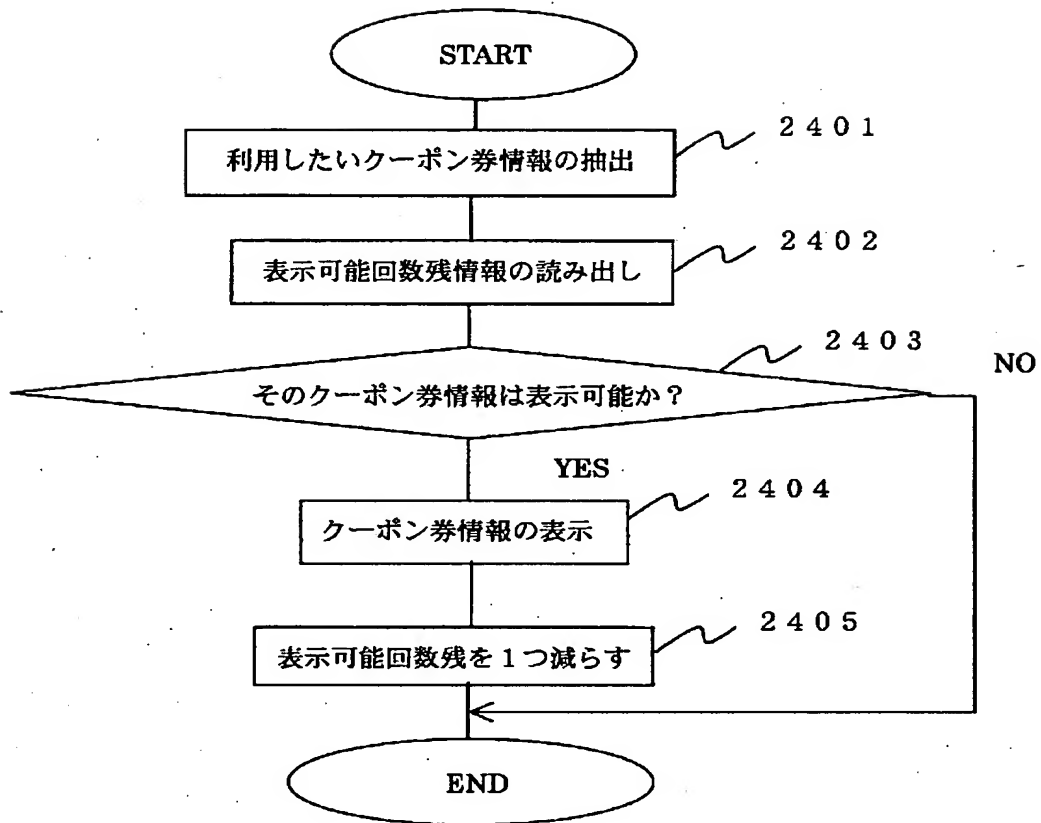 START
2401
利用したいクーポン券情報の抽出
2402
表示可能回数残情報の読み出し
2403
NO
そのクーポン券情報は表示可能か？
YES
2404
クーポン券情報の表示
2405
表示可能回数残を１つ減らす
END